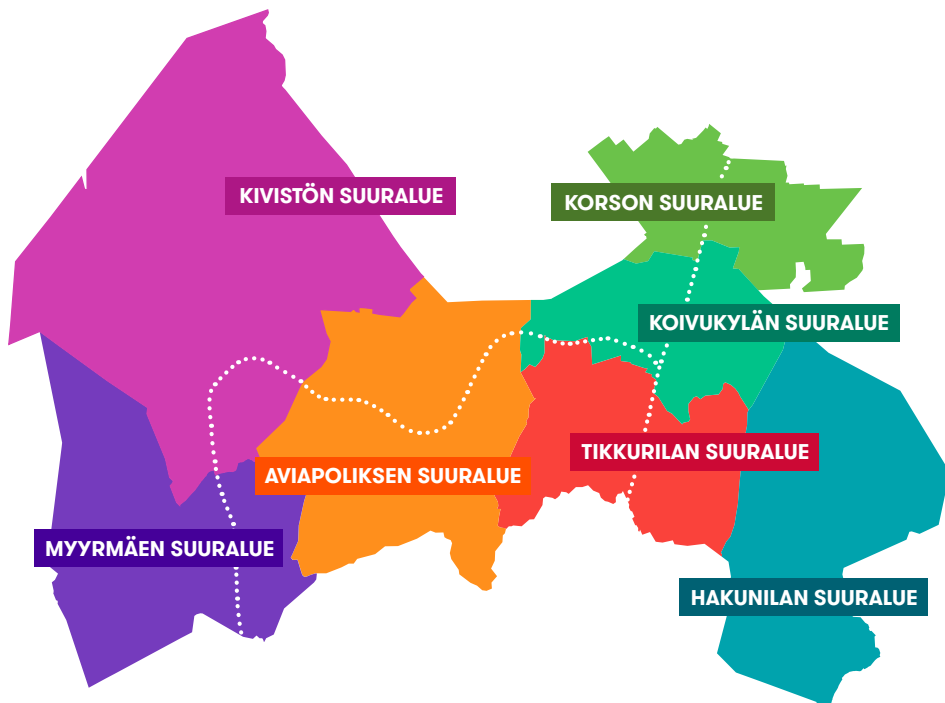 KIVISTÖN SUURALUE
KORSON SUURALUE
KOIVUKYLÄN SUURALUE
TIKKURILAN SUURALUE
AVIAPOLIKSEN SUURALUE
MYYRMÄEN SUURALUE
HAKUNILAN SUURALUE